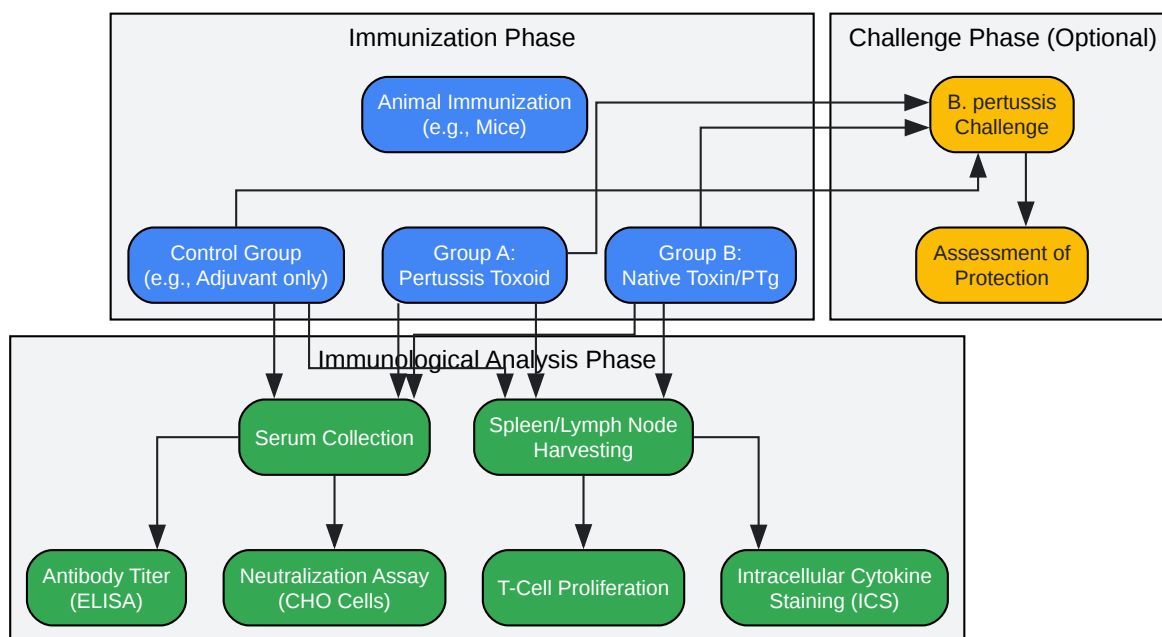 Immunization Phase
Challenge Phase (Optional)
Animal Immunization
(e.g., Mice)
B. pertussis
Challenge
Control Group
(e.g., Adjuvant only)
Group A:
Pertussis Toxoid
Group B:
Native Toxin/PTg
Assessment of
Protection
Immunological Analysis Phase
Serum Collection
Spleen/Lymph Node
Harvesting
Antibody Titer
(ELISA)
Neutralization Assay
(CHO Cells)
T-Cell Proliferation
Intracellular Cytokine
Staining (ICS)